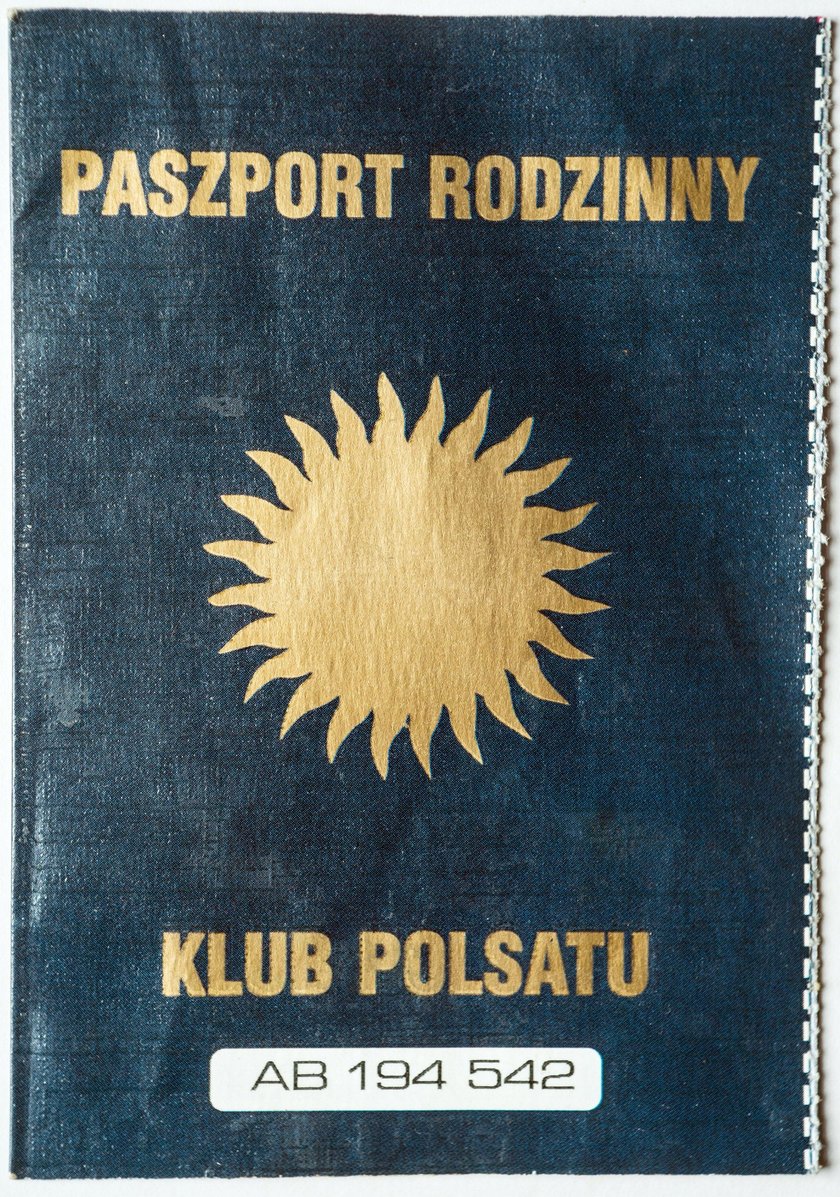 PASZPORT RODZINNY
KLUB POLSATU
AB 194 542